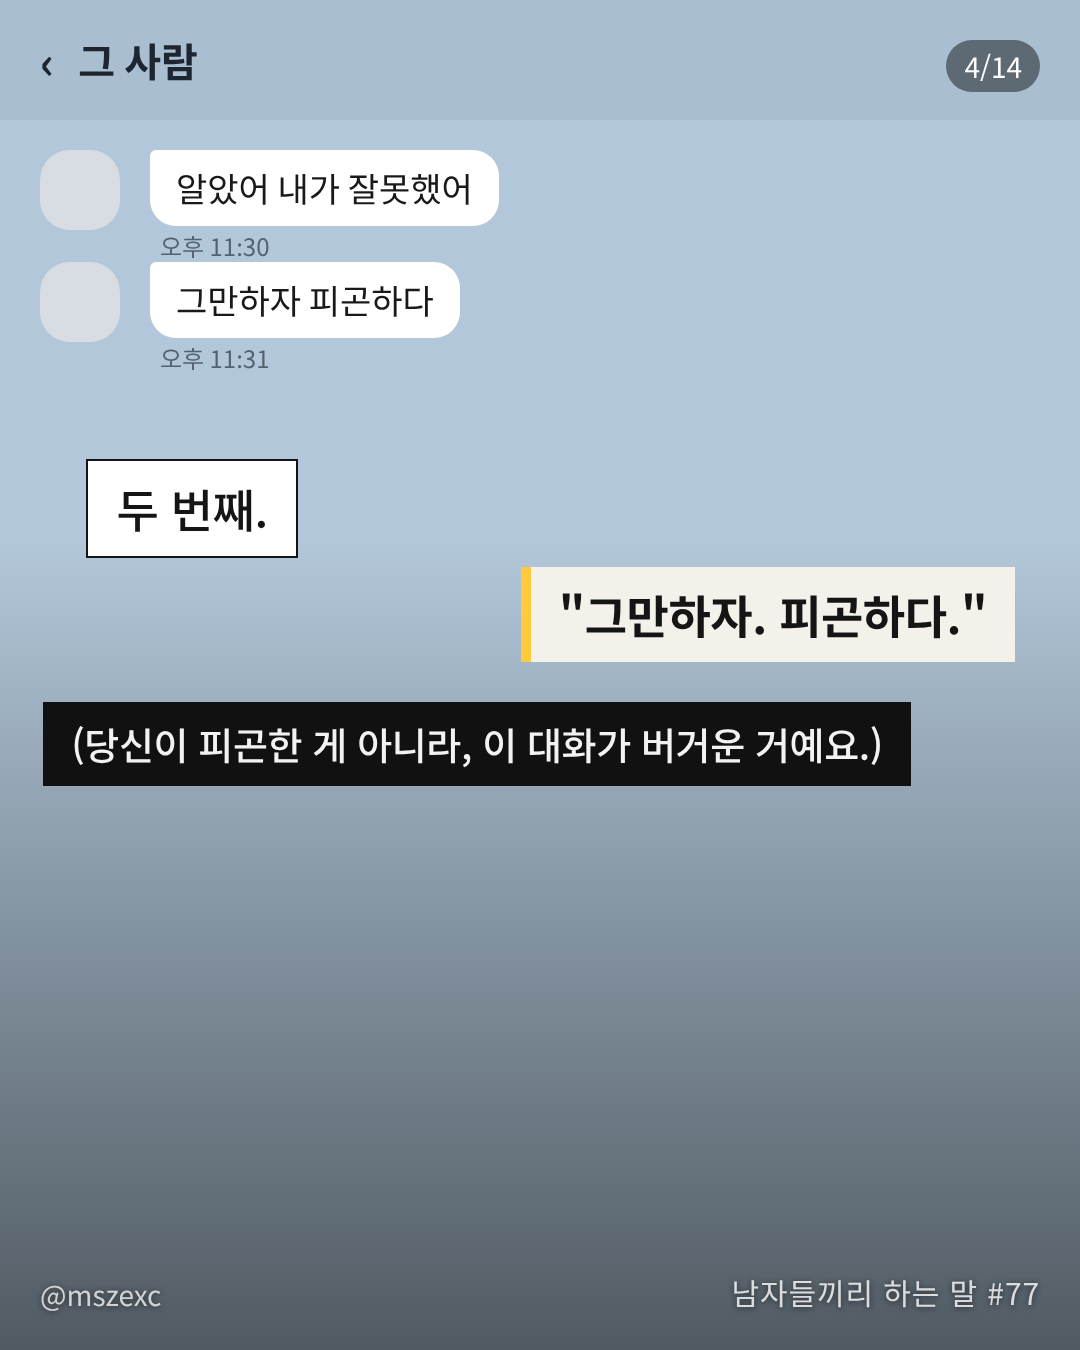 ‹ 그 사람
4/14
알았어 내가 잘못했어
오후 11:30
그만하자 피곤하다
오후 11:31
두 번째.
"그만하자. 피곤하다."
(당신이 피곤한 게 아니라, 이 대화가 버거운 거예요.)
@mszexc
남자들끼리 하는 말 #77